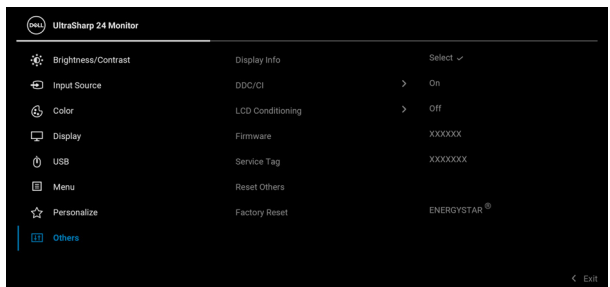 DELL UltraSharp 24 Monitor
Brightness/Contrast Display Info Select ✓
Input Source DDC/CI > On
Color LCD Conditioning > Off
Display Firmware XXXXXX
USB Service Tag XXXXXXX
Menu Reset Others
Personalize Factory Reset ENERGYSTAR ®
Others
< Exit